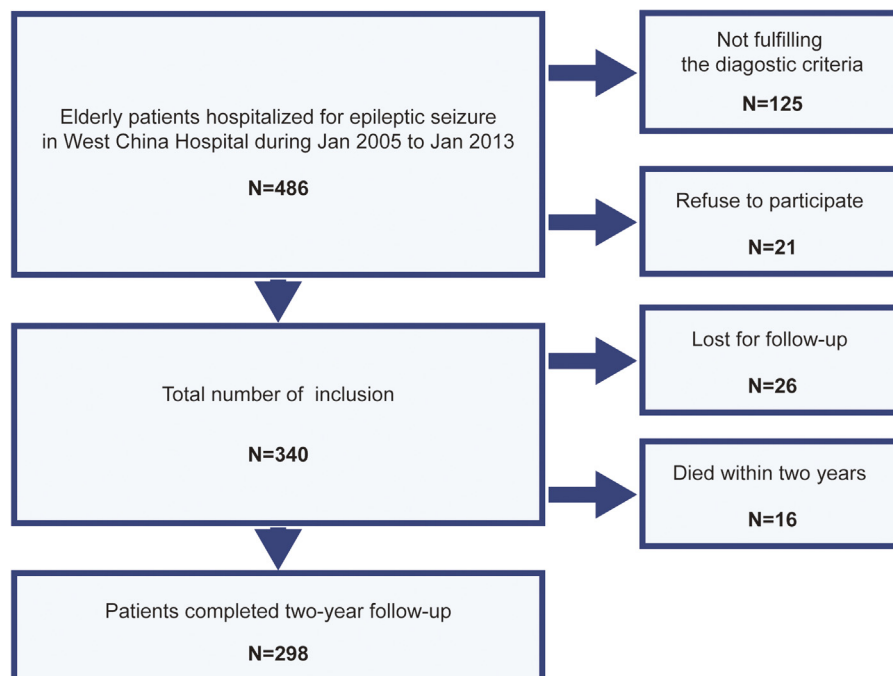 Elderly patients hospitalized for epileptic seizure
in West China Hospital during Jan 2005 to Jan 2013
N=486
Not fulfilling
the diagostic criteria
N=125
Refuse to participate
N=21
Total number of inclusion
N=340
Lost for follow-up
N=26
Died within two years
N=16
Patients completed two-year follow-up
N=298